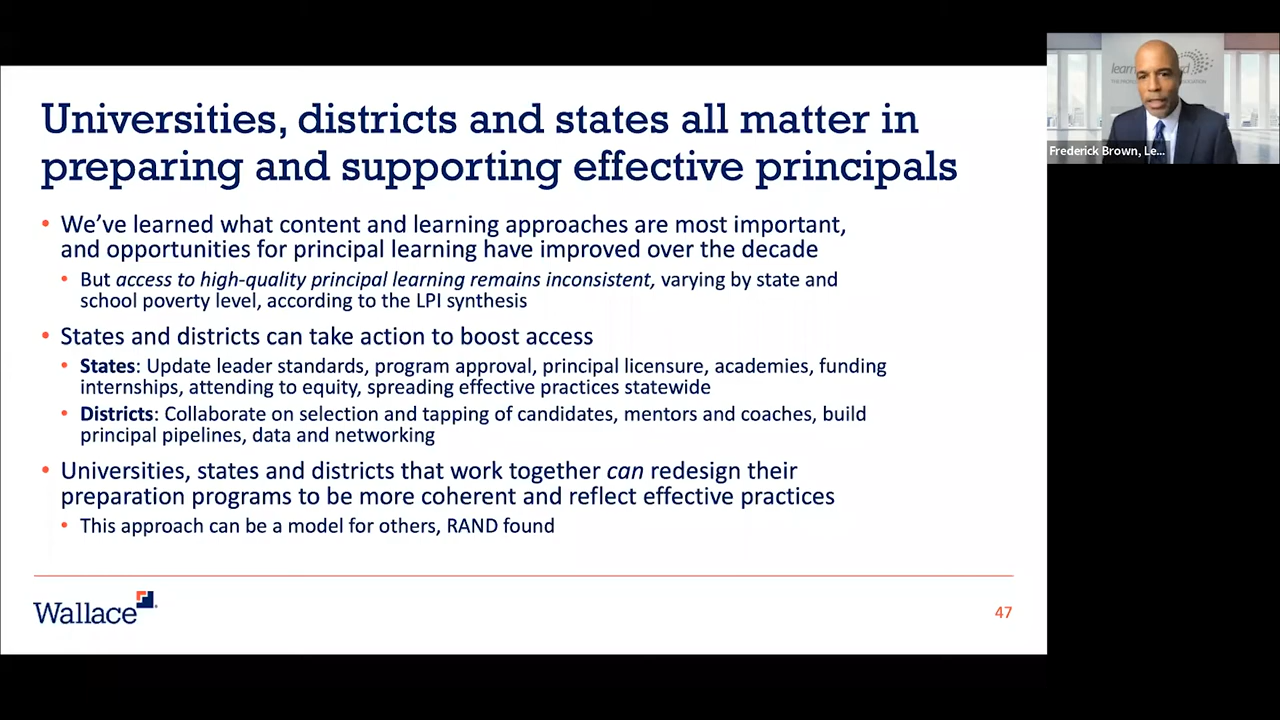 Universities, districts and states all matter in
preparing and supporting effective principals
• We’ve learned what content and learning approaches are most important,
and opportunities for principal learning have improved over the decade
• But access to high-quality principal learning remains inconsistent, varying by state and
school poverty level, according to the LPI synthesis
• States and districts can take action to boost access
• States: Update leader standards, program approval, principal licensure, academies, funding
internships, attending to equity, spreading effective practices statewide
• Districts: Collaborate on selection and tapping of candidates, mentors and coaches, build
principal pipelines, data and networking
• Universities, states and districts that work together can redesign their
preparation programs to be more coherent and reflect effective practices
• This approach can be a model for others, RAND found
Wallace
47
Frederick Brown, Le...